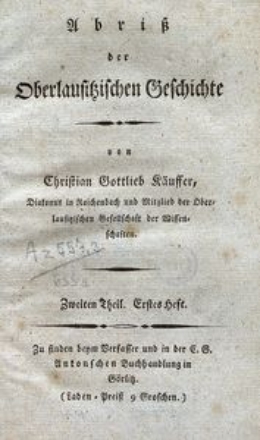 Abriß
der
Oberlausitzischen Geschichte
von
Christian Gottlieb Käuffer,
Diakonus in Reichenbach und Mitglied der Ober-
lausitzischen Gesellschaft der Wissen-
schaften.
Zweiten Theil. Erstes Heft.
Zu finden beym Verfasser und in der C. G.
Antonschen Buchhandlung in
Görlitz.
(Laden-Preiß 9 Groschen.)